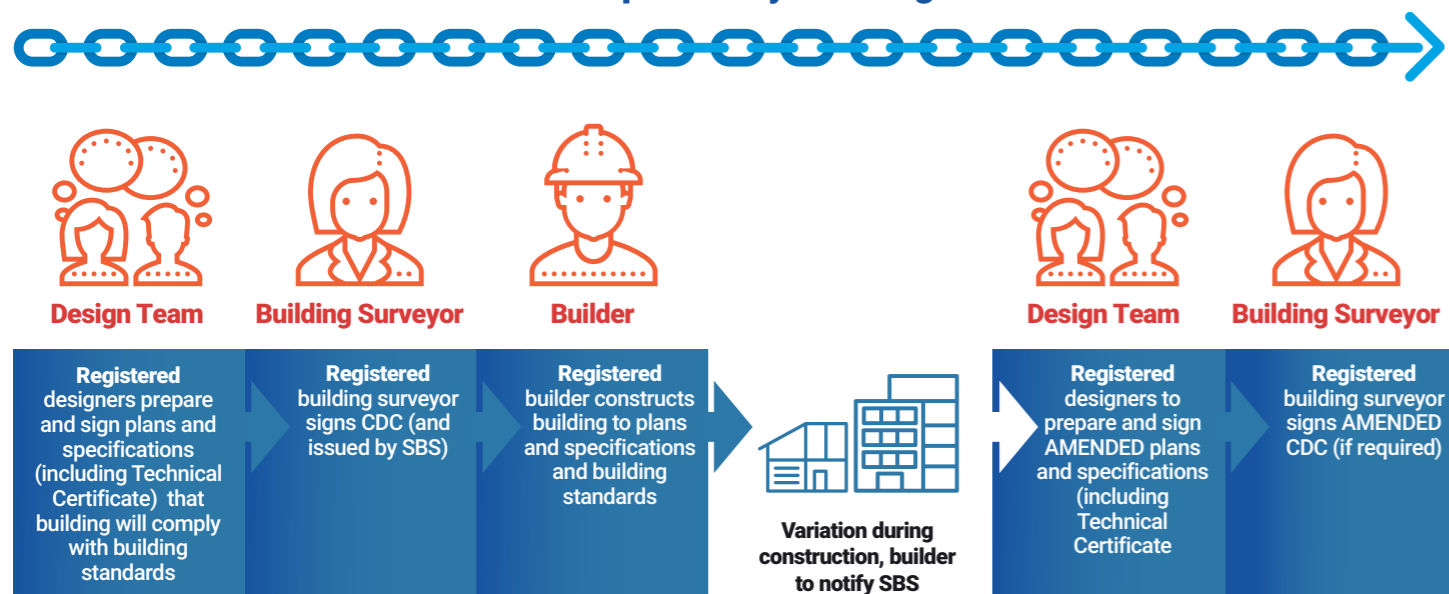 Design Team
Building Surveyor
Builder
Design Team
Building Surveyor
Registered
designers prepare
and sign plans and
specifications
(including Technical
Certificate) that
building will comply
with building
standards
Registered
building surveyor
signs CDC (and
issued by SBS)
Registered
builder constructs
building to plans
and specifications
and building
standards
Variation during
construction, builder
to notify SBS
Registered
designers to
prepare and sign
AMENDED plans
and specifications
(including
Technical
Certificate
Registered
building surveyor
signs AMENDED
CDC (if required)